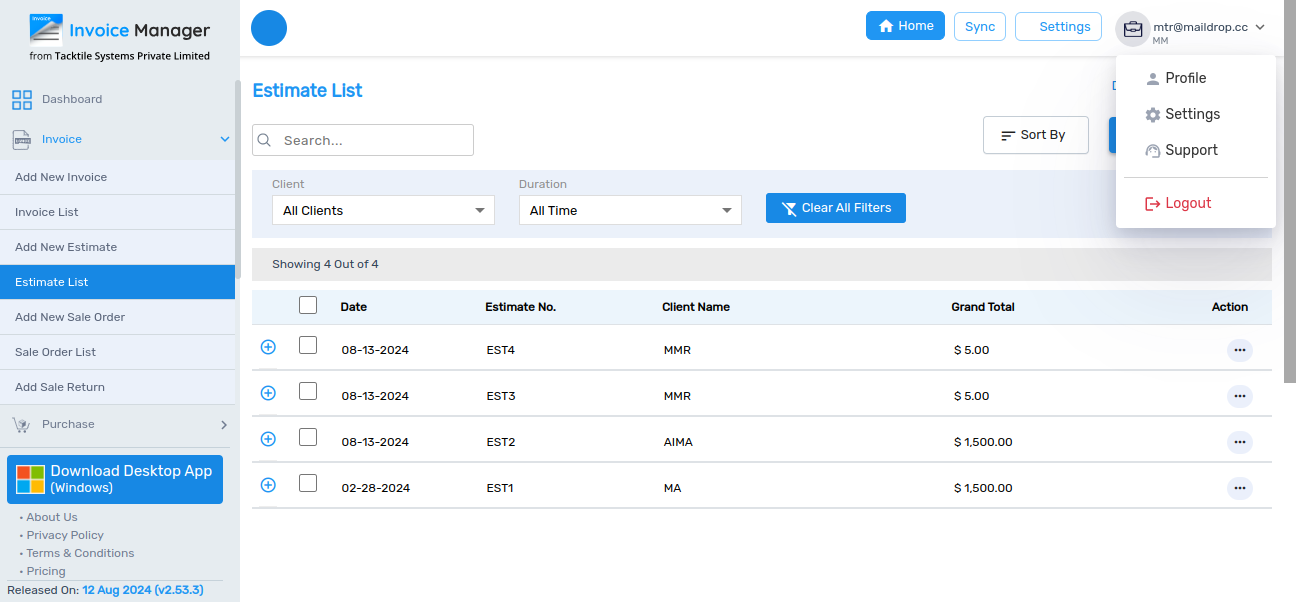 Invoice
Invoice Manager
from Tacktile Systems Private Limited
Dashboard
Invoice
Add New Invoice
Invoice List
Add New Estimate
Estimate List
Add New Sale Order
Sale Order List
Add Sale Return
Purchase
Download Desktop App
(Windows)
• About Us
• Privacy Policy
• Terms & Conditions
• Pricing
Released On: 12 Aug 2024 (v2.53.3)
Home
Sync
Settings
mtr@maildrop.cc
MM
Profile
Settings
Support
Logout
Estimate List
Search...
Sort By
Client
All Clients
Duration
All Time
Clear All Filters
Showing 4 Out of 4
Date Estimate No. Client Name Grand Total Action
08-13-2024 EST4 MMR $ 5.00
08-13-2024 EST3 MMR $ 5.00
08-13-2024 EST2 AIMA $ 1,500.00
02-28-2024 EST1 MA $ 1,500.00